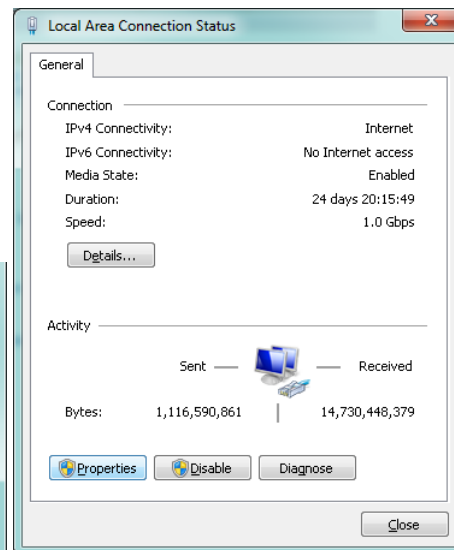 Local Area Connection Status
General
Connection
IPv4 Connectivity: Internet
IPv6 Connectivity: No Internet access
Media State: Enabled
Duration: 24 days 20:15:49
Speed: 1.0 Gbps
Details...
Activity
Sent Received
Bytes: 1,116,590,861 14,730,448,379
Properties Disable Diagnose
Close